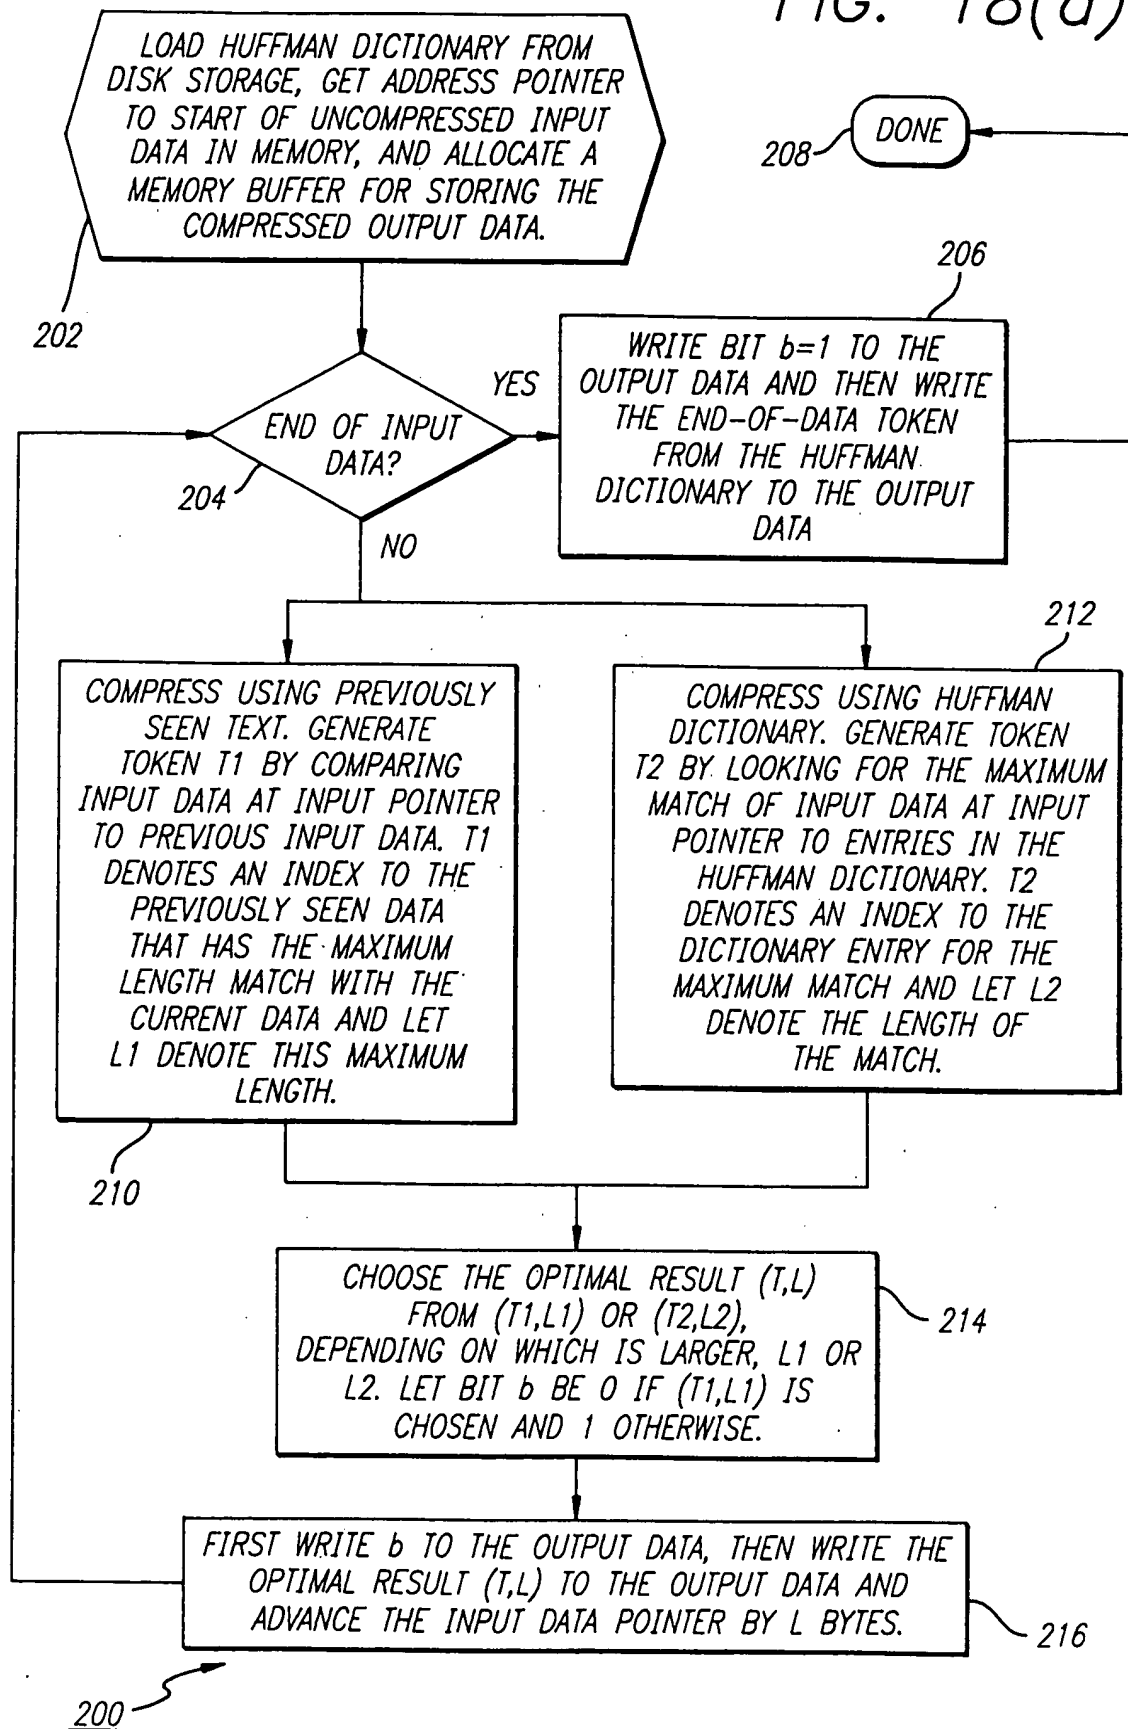 FIG. 18(a)
LOAD HUFFMAN DICTIONARY FROM
DISK STORAGE, GET ADDRESS POINTER
TO START OF UNCOMPRESSED INPUT
DATA IN MEMORY, AND ALLOCATE A
MEMORY BUFFER FOR STORING THE
COMPRESSED OUTPUT DATA.
202
DONE
208
206
END OF INPUT
DATA?
204
YES
NO
WRITE BIT b=1 TO THE
OUTPUT DATA AND THEN WRITE
THE END-OF-DATA TOKEN
FROM THE HUFFMAN
DICTIONARY TO THE OUTPUT
DATA
COMPRESS USING PREVIOUSLY
SEEN TEXT. GENERATE
TOKEN T1 BY COMPARING
INPUT DATA AT INPUT POINTER
TO PREVIOUS INPUT DATA. T1
DENOTES AN INDEX TO THE
PREVIOUSLY SEEN DATA
THAT HAS THE MAXIMUM
LENGTH MATCH WITH THE
CURRENT DATA AND LET
L1 DENOTE THIS MAXIMUM
LENGTH.
210
212
COMPRESS USING HUFFMAN
DICTIONARY. GENERATE TOKEN
T2 BY LOOKING FOR THE MAXIMUM
MATCH OF INPUT DATA AT INPUT
POINTER TO ENTRIES IN THE
HUFFMAN DICTIONARY. T2
DENOTES AN INDEX TO THE
DICTIONARY ENTRY FOR THE
MAXIMUM MATCH AND LET L2
DENOTE THE LENGTH OF
THE MATCH.
CHOOSE THE OPTIMAL RESULT (T,L)
FROM (T1,L1) OR (T2,L2),
DEPENDING ON WHICH IS LARGER, L1 OR
L2. LET BIT b BE 0 IF (T1,L1) IS
CHOSEN AND 1 OTHERWISE.
214
FIRST WRITE b TO THE OUTPUT DATA, THEN WRITE THE
OPTIMAL RESULT (T,L) TO THE OUTPUT DATA AND
ADVANCE THE INPUT DATA POINTER BY L BYTES.
216
200